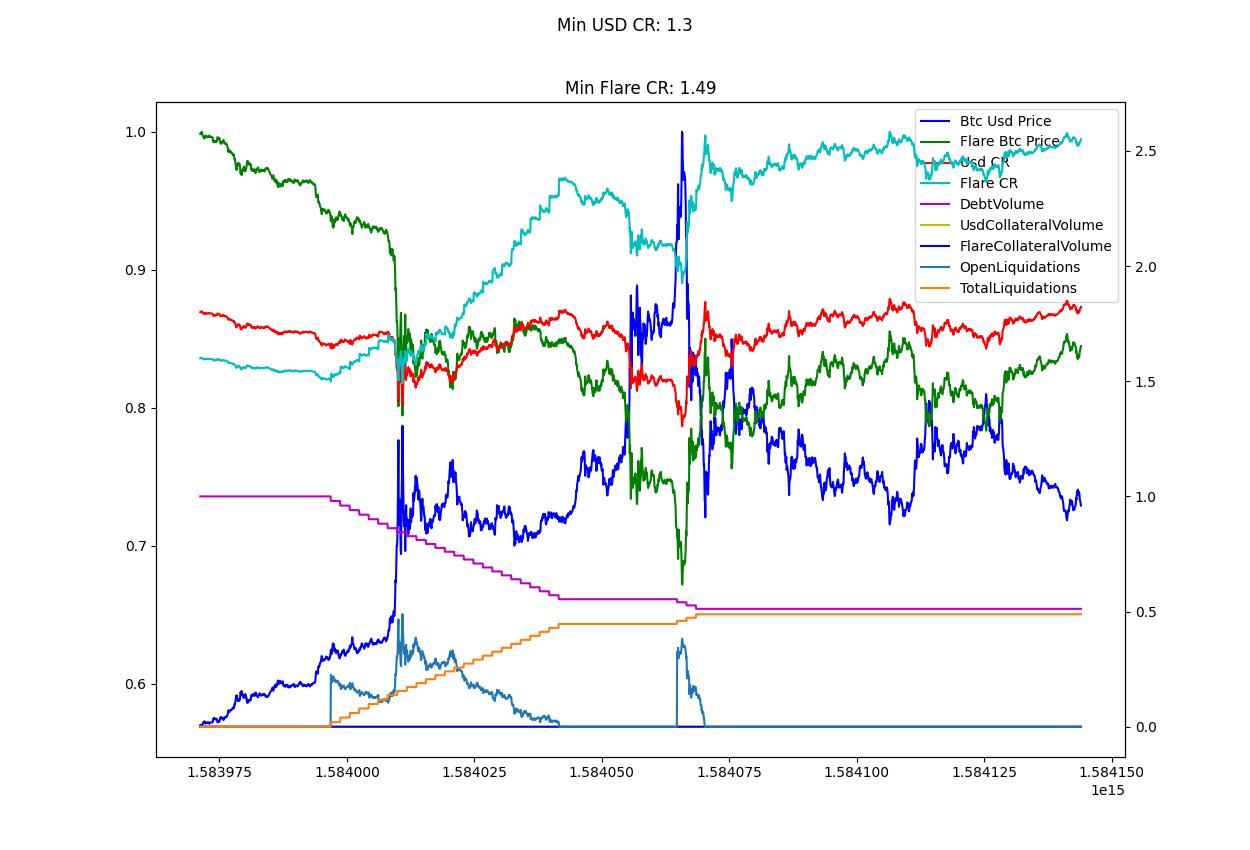 Min USD CR: 1.3
Min Flare CR: 1.49
1.0
0.9
0.8
0.7
0.6
2.5
2.0
1.5
1.0
0.5
0.0
Btc Usd Price
Flare Btc Price
Usd CR
Flare CR
DebtVolume
UsdCollateralVolume
FlareCollateralVolume
OpenLiquidations
TotalLiquidations
1.583975 1.584000 1.584025 1.584050 1.584075 1.584100 1.584125 1.584150
1e15